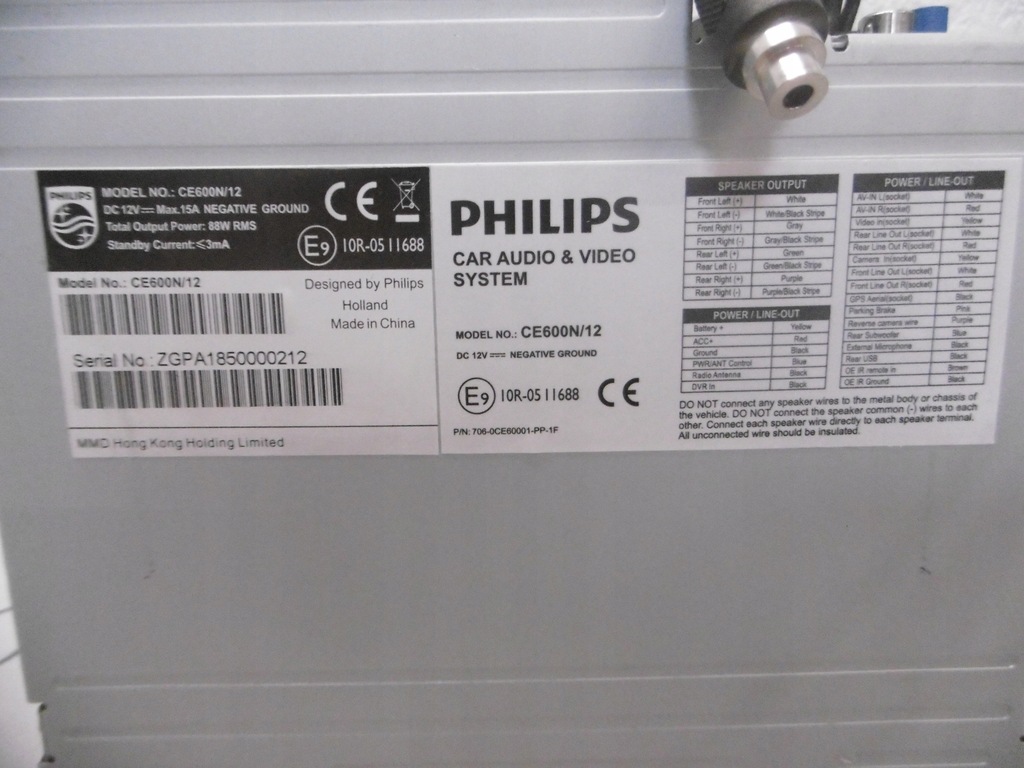 PHILIPS
MODEL NO.: CE600N/12
DC 12V Max.15A NEGATIVE GROUND
Total Output Power: 88W RMS
Standby Current:≤3mA
CE
E9 10R-05 11688
Model No.: CE600N/12
Designed by Philips
Holland
Made in China
Serial No.: ZGPA1850000212
MMD Hong Kong Holding Limited
PHILIPS
CAR AUDIO & VIDEO
SYSTEM
MODEL NO.: CE600N/12
DC 12V NEGATIVE GROUND
E9 10R-05 11688 CE
P/N: 706-0CE60001-PP-1F
SPEAKER OUTPUT
Front Left (+) White
Front Left (-) White/Black Stripe
Front Right (+) Gray
Front Right (-) Gray/Black Stripe
Rear Left (+) Green
Rear Left (-) Green/Black Stripe
Rear Right (+) Purple
Rear Right (-) Purple/Black Stripe
POWER / LINE-OUT
Battery + Yellow
ACC+ Red
Ground Black
PWR/ANT Control Blue
Radio Antenna Black
DVR In Black
POWER / LINE-OUT
AV-IN L(socket) White
AV-IN R(socket) Red
Video In(socket) Yellow
Rear Line Out L(socket) White
Rear Line Out R(socket) Red
Camera In(socket) Yellow
Front Line Out L(socket) White
Front Line Out R(socket) Red
GPS Aerial(socket) Black
Parking Brake Pink
Reverse camera wire Purple
Rear Subwoofer Blue
External Microphone Black
Rear USB Black
OE IR remote in Brown
OE IR Ground Black
DO NOT connect any speaker wires to the metal body or chassis of
the vehicle. DO NOT connect the speaker common (-) wires to each
other. Connect each speaker wire directly to each speaker terminal.
All unconnected wire should be insulated.